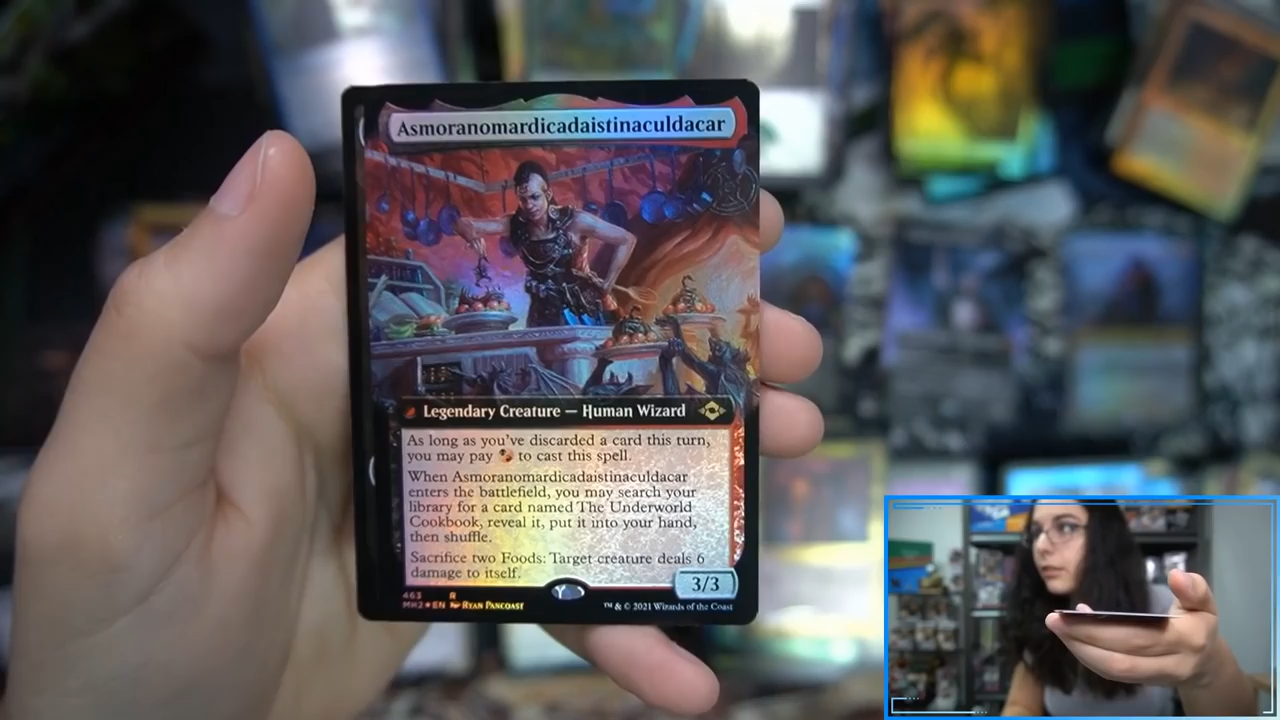 Asmoranomardicadaistinaculdacar
Legendary Creature — Human Wizard
As long as you've discarded a card this turn,
you may pay to cast this spell.
When Asmoranomardicadaistinaculdacar
enters the battlefield, you may search your
library for a card named The Underworld
Cookbook, reveal it, put it into your hand,
then shuffle.
Sacrifice two Foods: Target creature deals 6
damage to itself.
3/3
463 R
MH2★EN Ryan Pancoast
™ & © 2021 Wizards of the Coast